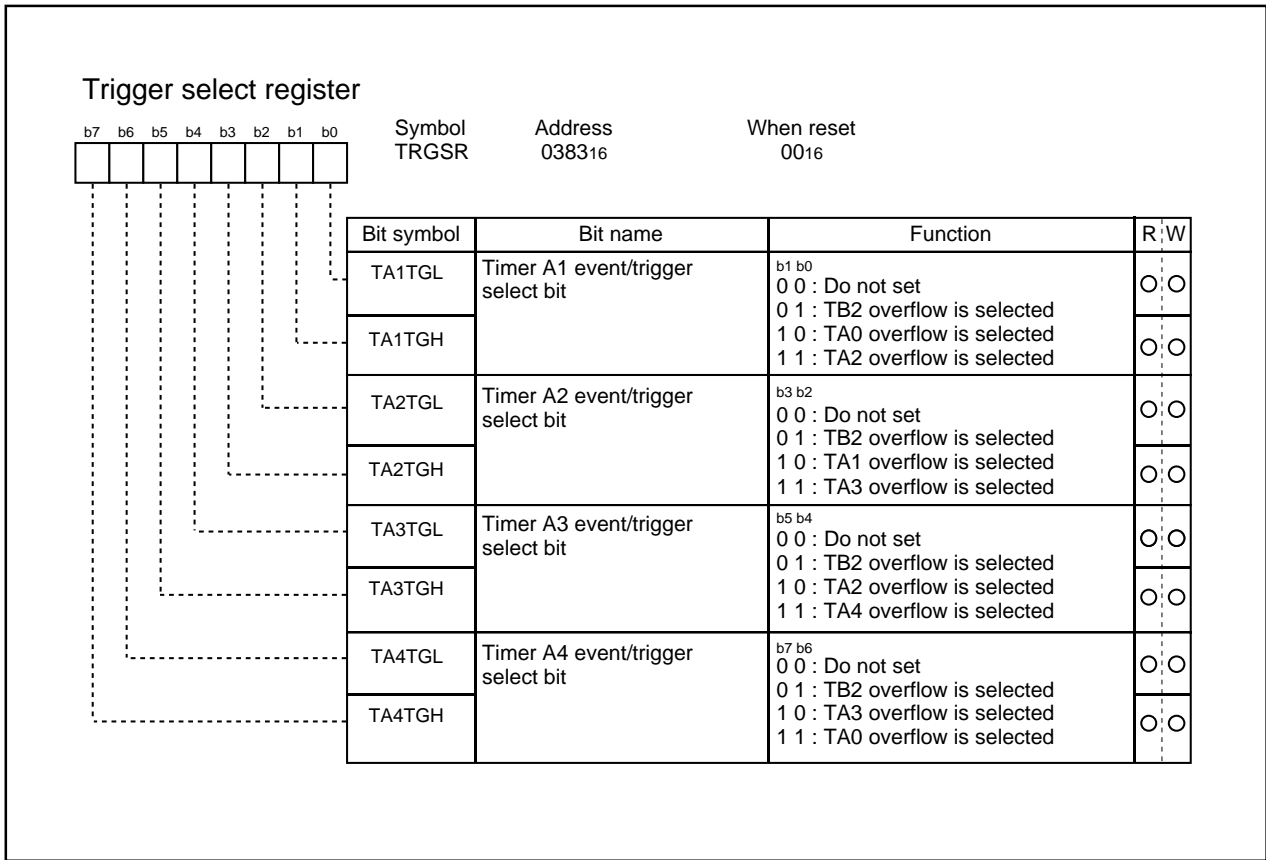 Trigger select register
b7 b6 b5 b4 b3 b2 b1 b0
Symbol Address When reset
TRGSR 038316 0016
Bit symbol Bit name Function R W
TA1TGL Timer A1 event/trigger select bit
b1 b0
0 0 : Do not set
0 1 : TB2 overflow is selected
TA1TGH
1 0 : TA0 overflow is selected
1 1 : TA2 overflow is selected
TA2TGL Timer A2 event/trigger select bit
b3 b2
0 0 : Do not set
0 1 : TB2 overflow is selected
TA2TGH
1 0 : TA1 overflow is selected
1 1 : TA3 overflow is selected
TA3TGL Timer A3 event/trigger select bit
b5 b4
0 0 : Do not set
0 1 : TB2 overflow is selected
TA3TGH
1 0 : TA2 overflow is selected
1 1 : TA4 overflow is selected
TA4TGL Timer A4 event/trigger select bit
b7 b6
0 0 : Do not set
0 1 : TB2 overflow is selected
TA4TGH
1 0 : TA3 overflow is selected
1 1 : TA0 overflow is selected